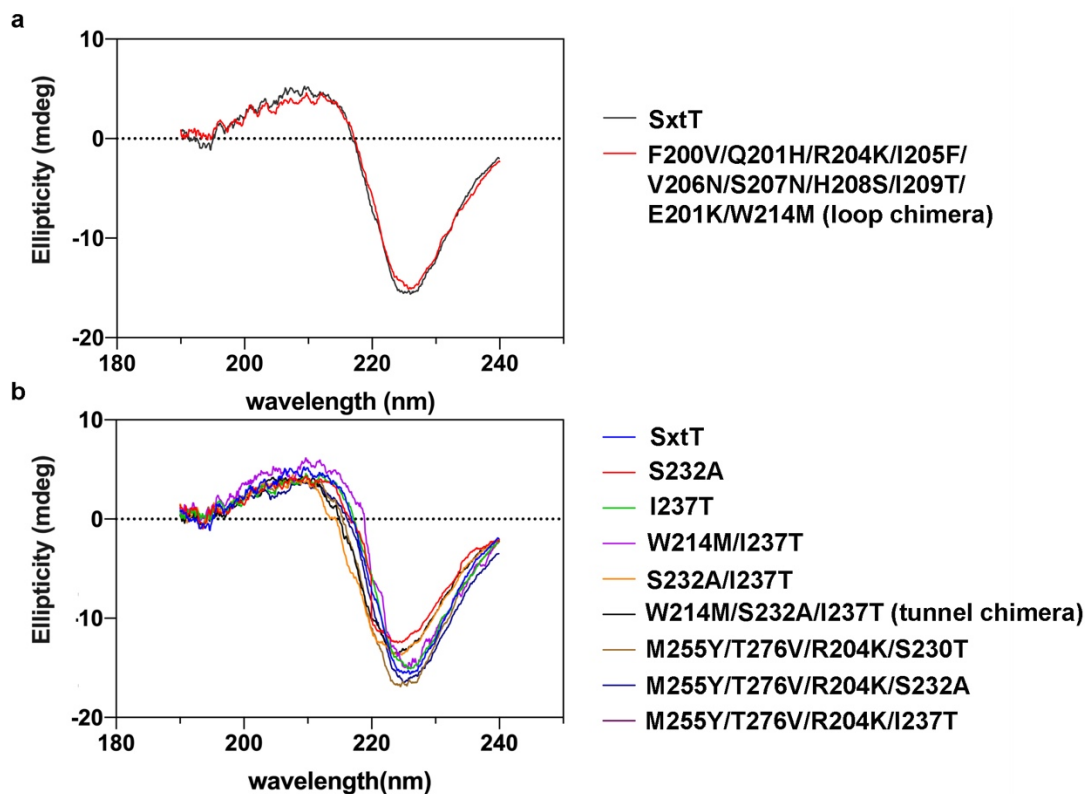 a
Ellipticity (mdeg)
10
0
-10
-20
180
200
220
240
wavelength (nm)
SxtT
F200V/Q201H/R204K/I205F/
V206N/S207N/H208S/I209T/
E201K/W214M (loop chimera)
b
Ellipticity (mdeg)
10
0
-10
-20
180
200
220
240
wavelength(nm)
SxtT
S232A
I237T
W214M/I237T
S232A/I237T
W214M/S232A/I237T (tunnel chimera)
M255Y/T276V/R204K/S230T
M255Y/T276V/R204K/S232A
M255Y/T276V/R204K/I237T